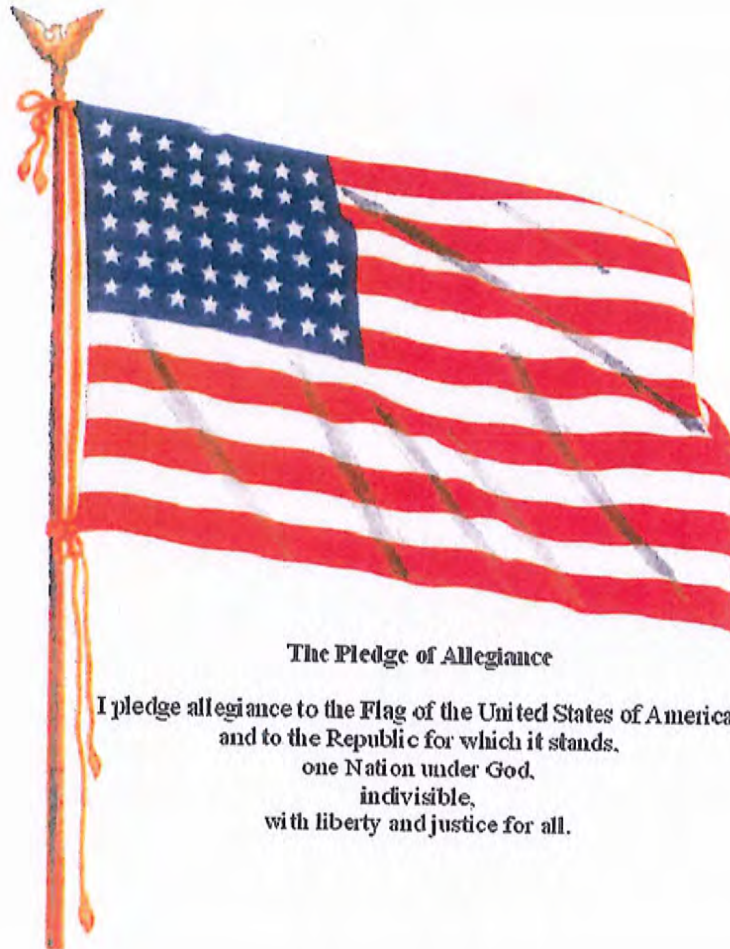 The Pledge of Allegiance
I pledge allegiance to the Flag of the United States of America
and to the Republic for which it stands,
one Nation under God,
indivisible,
with liberty and justice for all.